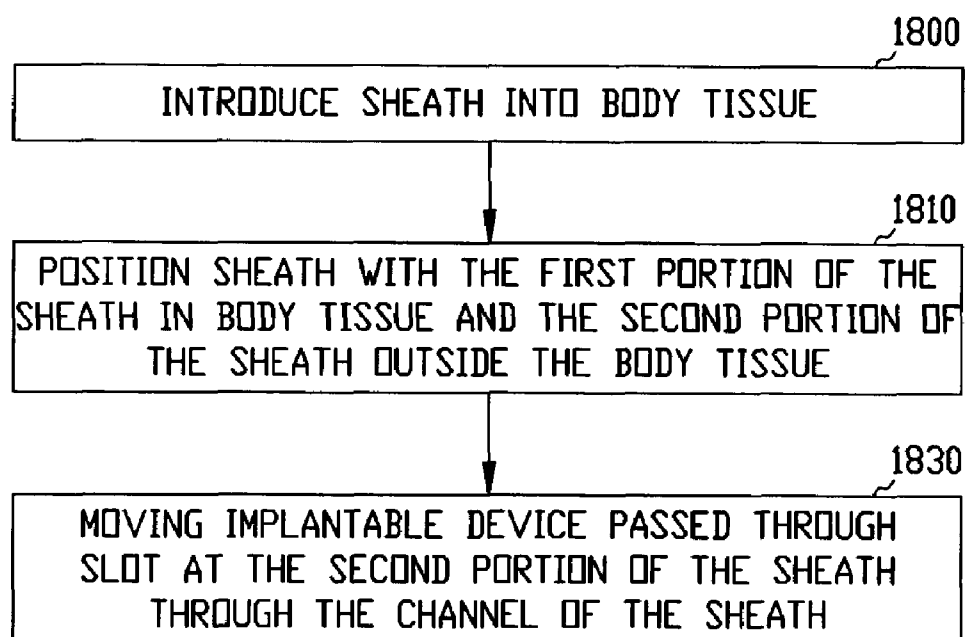 1800
INTRODUCE SHEATH INTO BODY TISSUE
1810
POSITION SHEATH WITH THE FIRST PORTION OF THE
SHEATH IN BODY TISSUE AND THE SECOND PORTION OF
THE SHEATH OUTSIDE THE BODY TISSUE
1830
MOVING IMPLANTABLE DEVICE PASSED THROUGH
SLOT AT THE SECOND PORTION OF THE SHEATH
THROUGH THE CHANNEL OF THE SHEATH